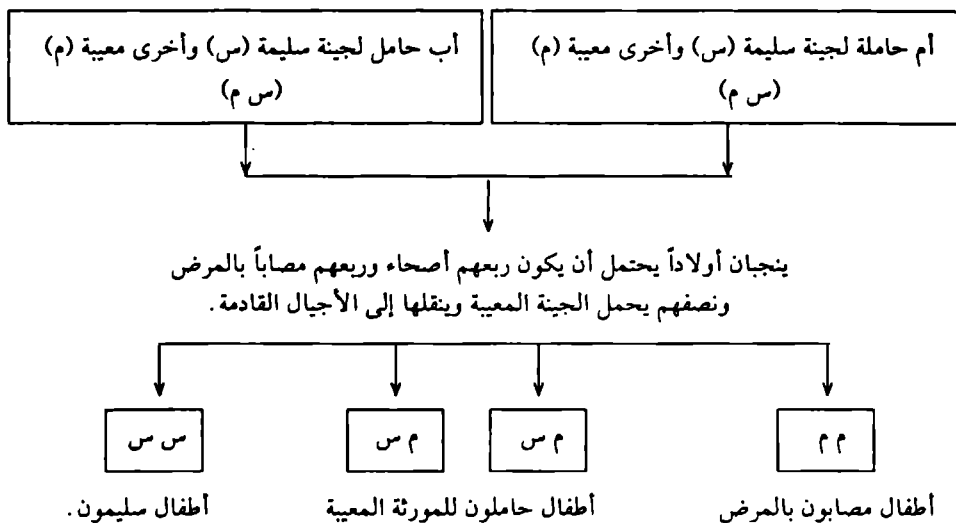 أم حاملة لجينة سليمة (س) وأخرى معيبة (م)
(س م)
أب حامل لجينة سليمة (س) وأخرى معيبة (م)
(س م)
ينجبان أولاداً يحتمل أن يكون ربعهم أصحاء وربعهم مصاباً بالمرض
ونصفهم يحمل الجينة المعيبة وينقلها إلى الأجيال القادمة.
م م
م س
م س
س س
أطفال مصابون بالمرض
أطفال حاملون للمورثة المعيبة
أطفال سليمون.